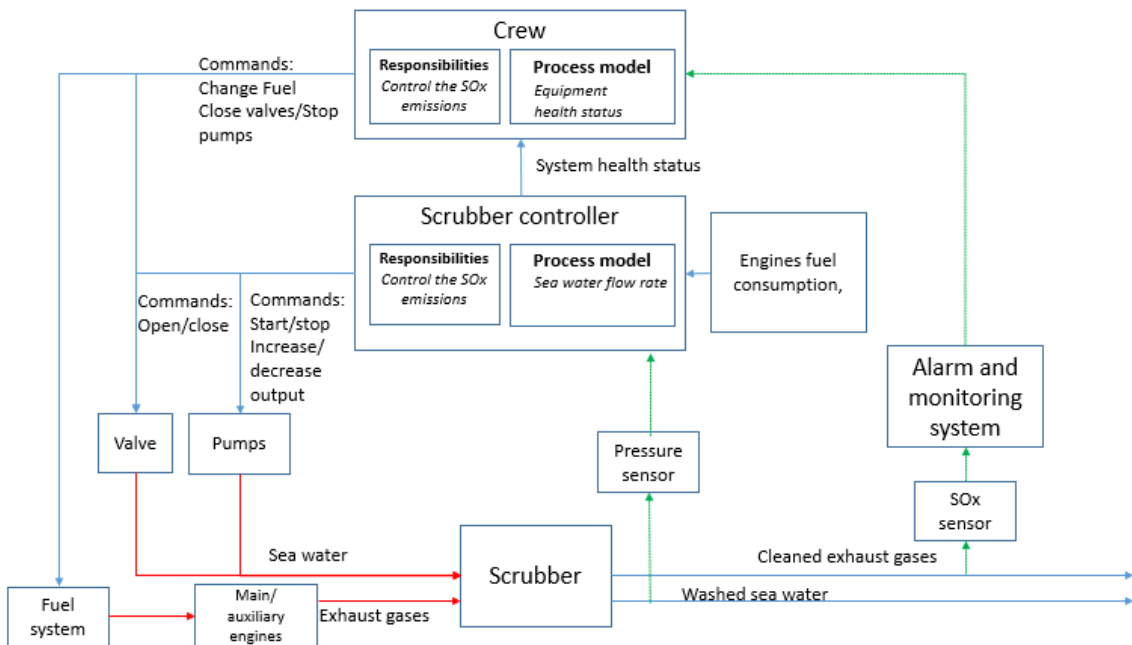 Crew
Commands:
Change Fuel
Close valves/Stop
pumps
Responsibilities
Control the SOx
emissions
Process model
Equipment
health status
System health status
Scrubber controller
Responsibilities
Control the SOx
emissions
Process model
Sea water flow rate
Engines fuel
consumption,
Commands:
Open/close
Commands:
Start/stop
Increase/
decrease
output
Alarm and
monitoring
system
Valve
Pumps
Pressure
sensor
SOx
sensor
Sea water
Scrubber
Cleaned exhaust gases
Washed sea water
Fuel
system
Main/
auxiliary
engines
Exhaust gases